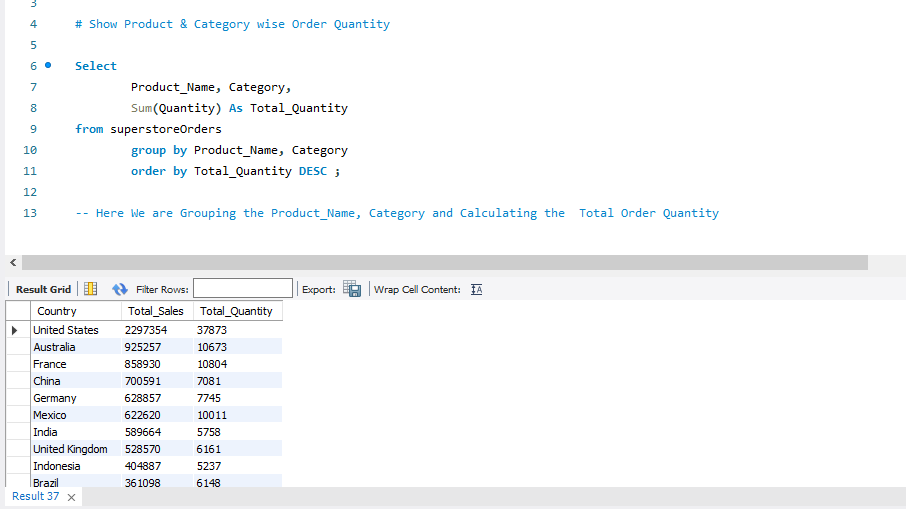 3
4 # Show Product & Category wise Order Quantity
5
6 Select
7 Product_Name, Category,
8 Sum(Quantity) As Total_Quantity
9 from superstoreOrders
10 group by Product_Name, Category
11 order by Total_Quantity DESC ;
12
13 -- Here We are Grouping the Product_Name, Category and Calculating the  Total Order Quantity
Result Grid Filter Rows: Export: Wrap Cell Content: IA
Country Total_Sales Total_Quantity
United States 2297354 37873
Australia 925257 10673
France 858930 10804
China 700591 7081
Germany 628857 7745
Mexico 622620 10011
India 589664 5758
United Kingdom 528570 6161
Indonesia 404887 5237
Brazil 361098 6148
Result 37 ×